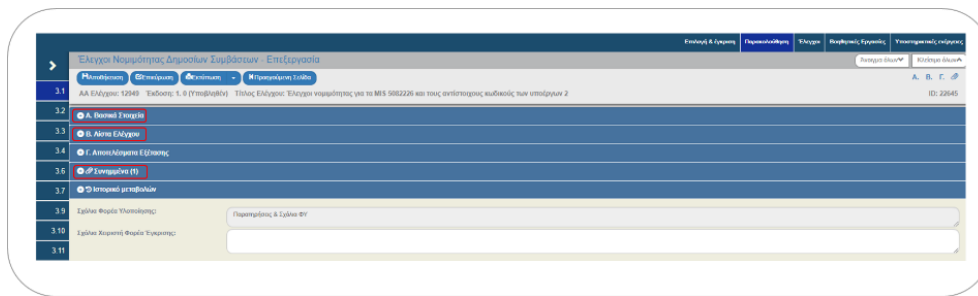 Επιλογή & έγκριση Παρακολούθηση Έλεγχοι Βοηθητικές Εργασίες Υποστηρικτικές ενέργειες
Έλεγχοι Νομιμότητας Δημοσίων Συμβάσεων - Επεξεργασία
Άνοιγμα όλων Κλείσιμο όλων
Αποθήκευση Επικύρωση Εκτύπωση Προηγούμενη Σελίδα
Α. Β. Γ.
3.1 ΑΑ Ελέγχου: 12949 Έκδοση: 1. 0 (Υποβληθέν) Τίτλος Ελέγχου: Έλεγχοι νομιμότητας για τα MIS 5082226 και τους αντίστοιχους κωδικούς των υποέργων 2 ID: 22645
3.2 Α. Βασικά Στοιχεία
3.3 Β. Λίστα Ελέγχου
3.4 Γ. Αποτελέσματα Εξέτασης
3.6 Συνημμένα (1)
3.7 Ιστορικό μεταβολών
3.9 Σχόλια Φορέα Υλοποίησης: Παρατηρήσεις & Σχόλια ΦΥ
3.10 Σχόλια Χειριστή Φορέα Έγκρισης:
3.11